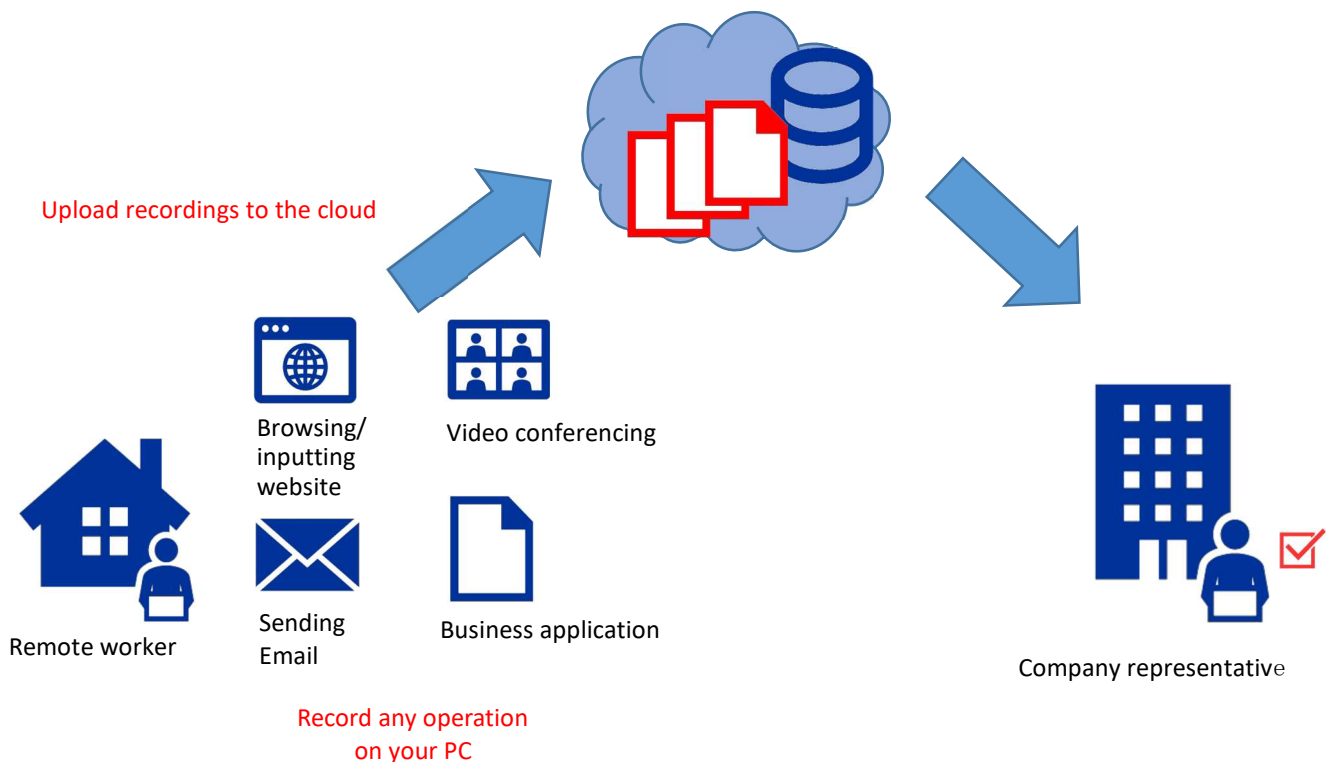 Upload recordings to the cloud
Browsing/
inputting
website
Video conferencing
Remote worker
Sending
Email
Business application
Company representative
Record any operation
on your PC